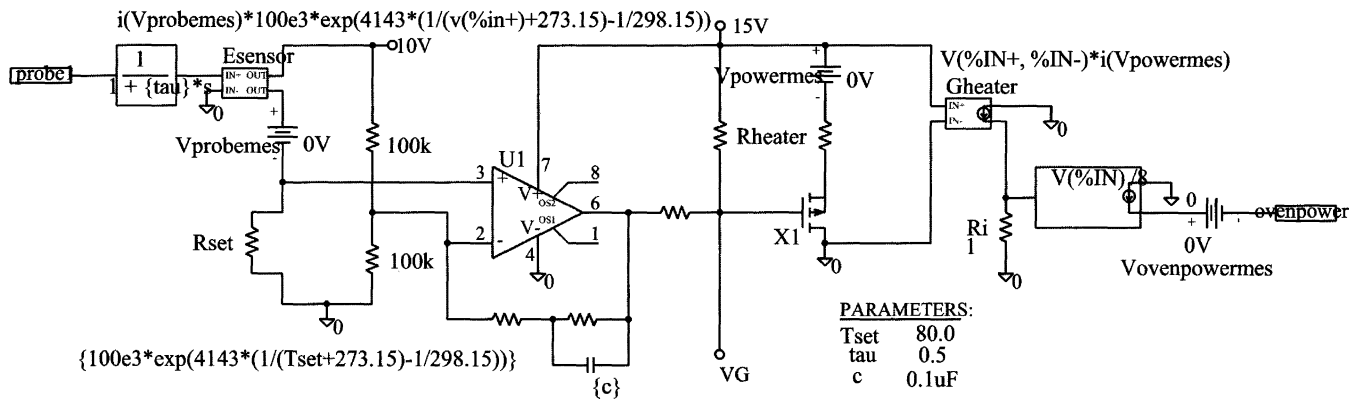 i(Vprobemes)*100e3*exp(4143*(1/(v(%in+)+273.15)-1/298.15))
15V
10V
Esensor
1
1 + {tau}*s
probe
IN+ OUT
IN- OUT
0
+
Vprobemes
0V
-
100k
U1
3
+
7
V+
8
OS2
6
OS1
2
-
V-
1
4
0
Rset
100k
0
{100e3*exp(4143*(1/(Tset+273.15)-1/298.15))}
{c}
+
Vpowermes
0V
-
Rheater
X1
0
VG
V(%IN+, %IN-)*i(Vpowermes)
Gheater
IN+
IN-
0
V(%IN) /8
0
Ri
1
0
+
-
0V
Vovenpowermes
ovenpower
PARAMETERS:
Tset 80.0
tau 0.5
c 0.1uF